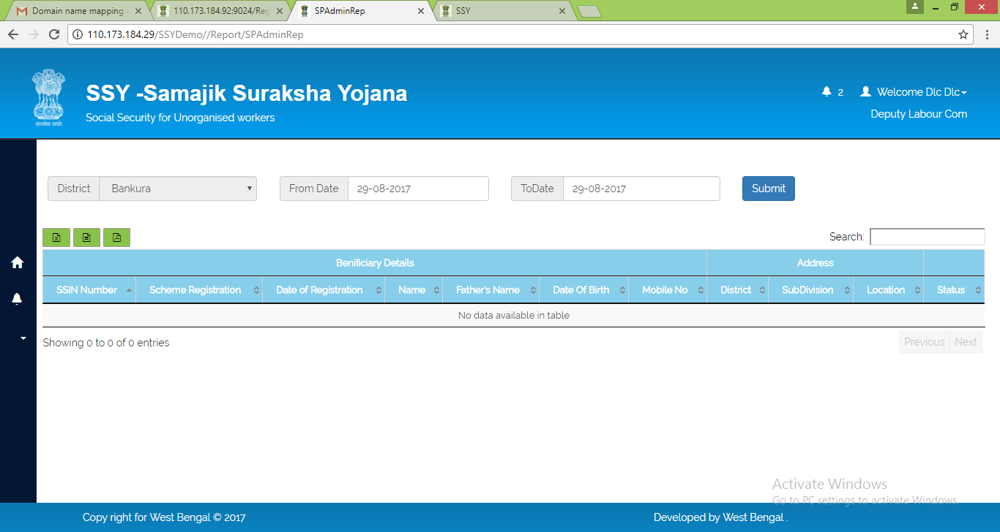 Domain name mapping
110.173.184.92:9024/Reg
SPAdminRep
SSY
110.173.184.29/SSYDemo//Report/SPAdminRep
सत्यमेव जयते
SSY -Samajik Suraksha Yojana
Social Security for Unorganised workers
2 Welcome Dlc Dlc
Deputy Labour Com
District Bankura From Date 29-08-2017 ToDate 29-08-2017 Submit
Search:
Benificiary Details Address
SSIN Number Scheme Registration Date of Registration Name Father's Name Date Of Birth Mobile No District SubDivision Location Status
No data available in table
Showing 0 to 0 of 0 entries Previous Next
Activate Windows
Go to PC settings to activate Windows.
Copy right for West Bengal © 2017 Developed by West Bengal .